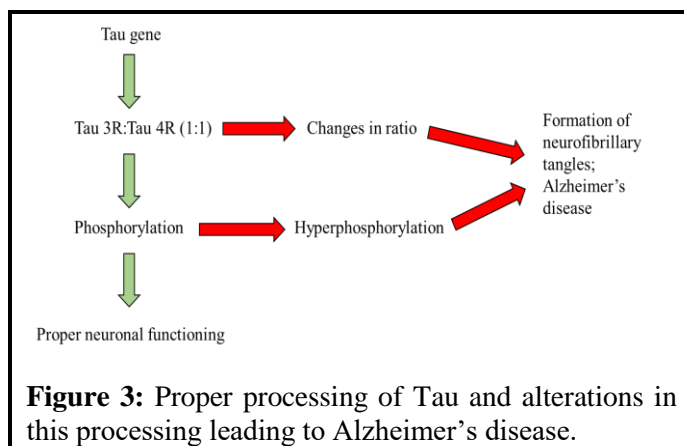 Tau gene
Tau 3R:Tau 4R (1:1)
Changes in ratio
Formation of
neurofibrillary
tangles;
Alzheimer's
disease
Phosphorylation
Hyperphosphorylation
Proper neuronal functioning
Figure 3: Proper processing of Tau and alterations in
this processing leading to Alzheimer's disease.